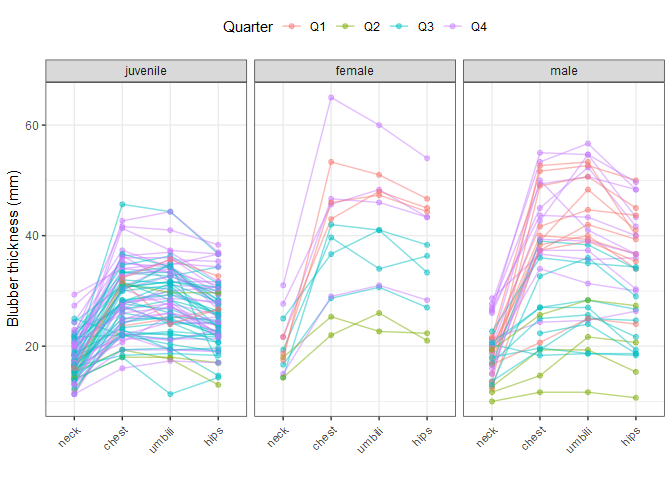 Quarter Q1 Q2 Q3 Q4
juvenile female male
Blubber thickness (mm)
60
40
20
neck chest umbili hips neck chest umbili hips neck chest umbili hips